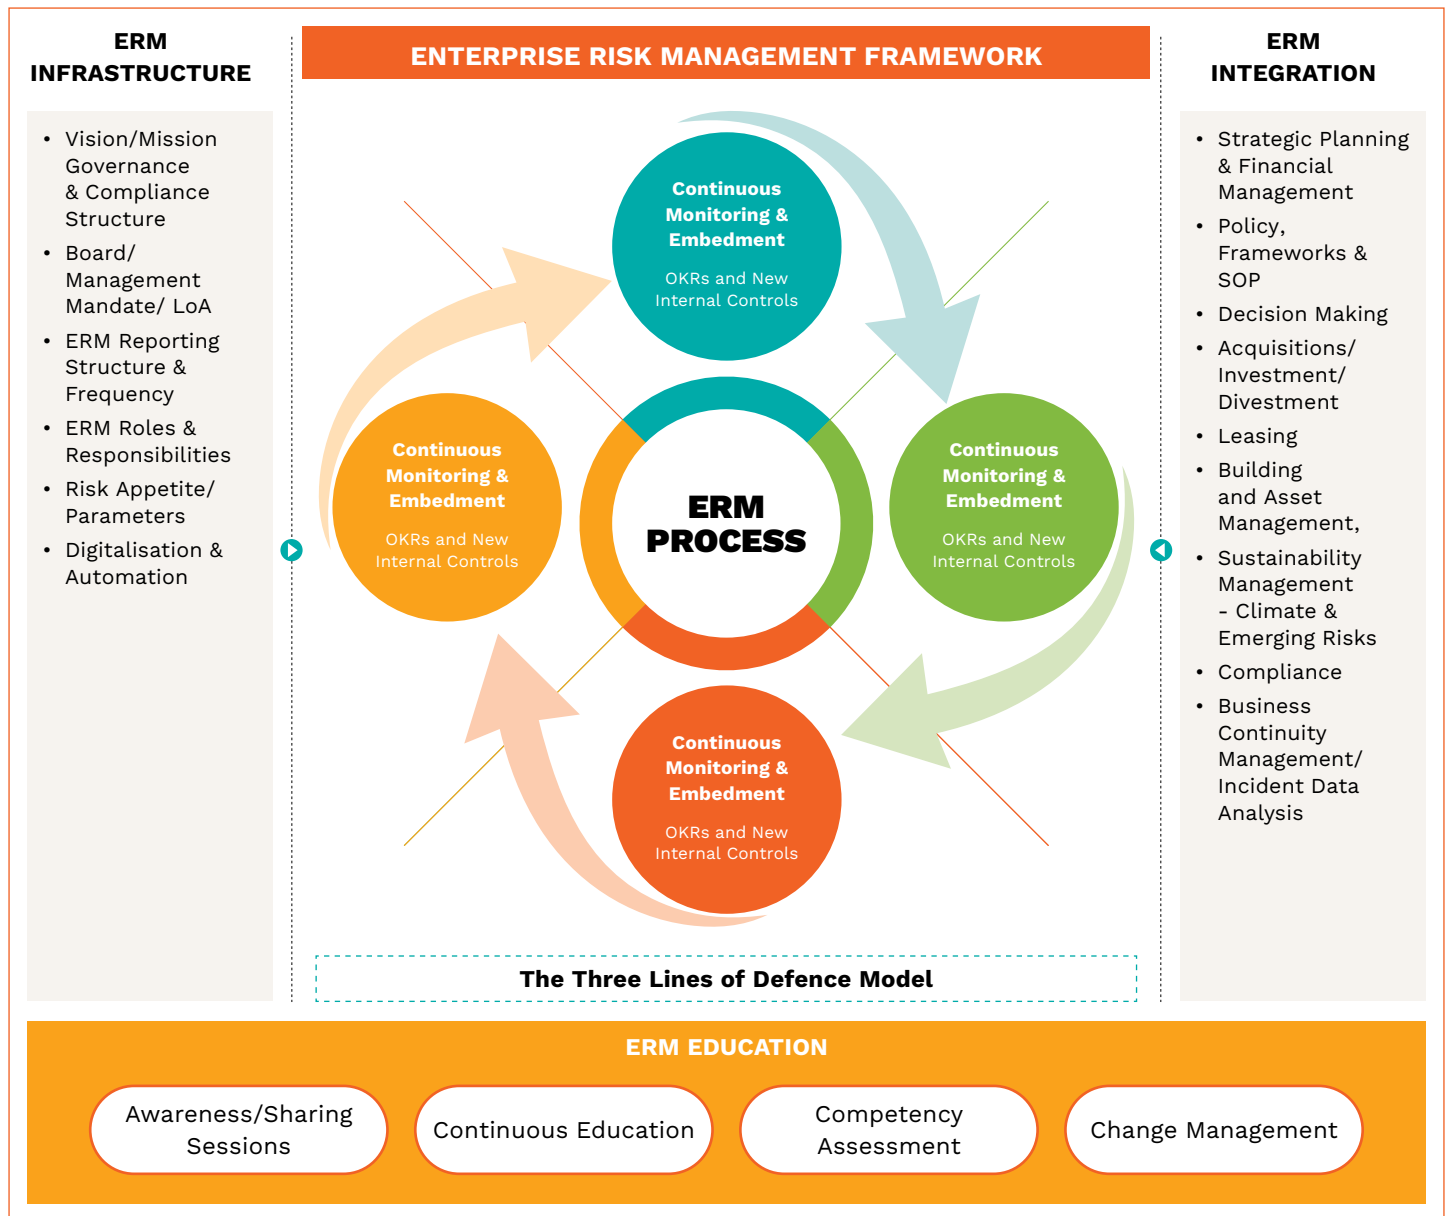 ERM
INFRASTRUCTURE
• Vision/Mission
Governance
& Compliance
Structure
• Board/
Management
Mandate/ LoA
• ERM Reporting
Structure &
Frequency
• ERM Roles &
Responsibilities
• Risk Appetite/
Parameters
• Digitalisation &
Automation
ENTERPRISE RISK MANAGEMENT FRAMEWORK
Continuous
Monitoring &
Embedment
OKRs and New
Internal Controls
Continuous
Monitoring &
Embedment
OKRs and New
Internal Controls
ERM
PROCESS
Continuous
Monitoring &
Embedment
OKRs and New
Internal Controls
Continuous
Monitoring &
Embedment
OKRs and New
Internal Controls
The Three Lines of Defence Model
ERM
INTEGRATION
• Strategic Planning
& Financial
Management
• Policy,
Frameworks &
SOP
• Decision Making
• Acquisitions/
Investment/
Divestment
• Leasing
• Building
and Asset
Management,
• Sustainability
Management
- Climate &
Emerging Risks
• Compliance
• Business
Continuity
Management/
Incident Data
Analysis
ERM EDUCATION
Awareness/Sharing
Sessions
Continuous Education
Competency
Assessment
Change Management